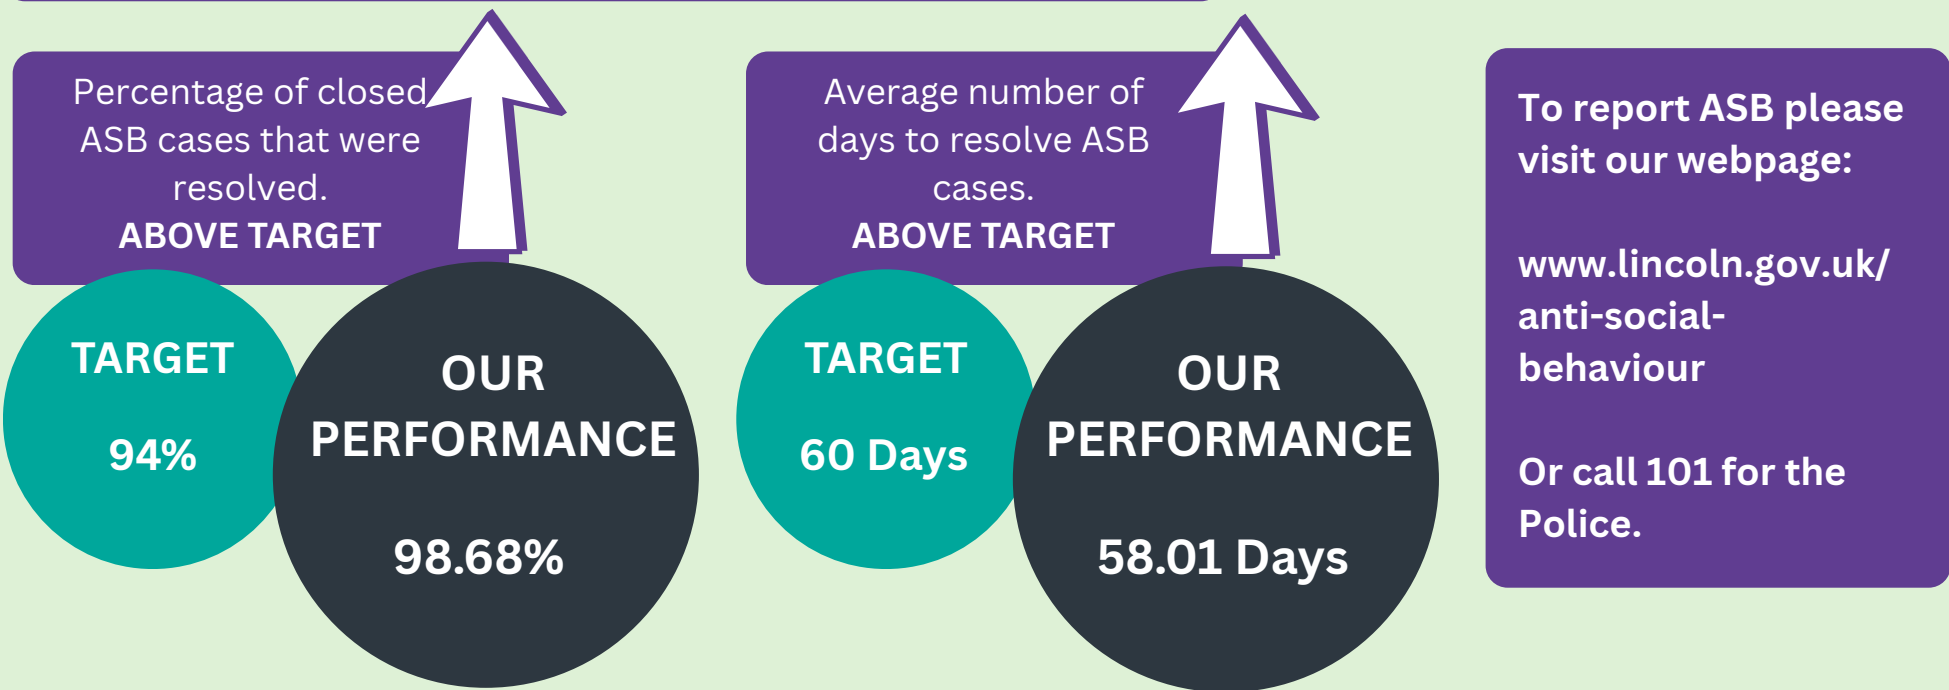 Percentage of closed
ASB cases that were
resolved.
ABOVE TARGET
TARGET
94%
OUR
PERFORMANCE
98.68%
Average number of
days to resolve ASB
cases.
ABOVE TARGET
TARGET
60 Days
OUR
PERFORMANCE
58.01 Days
To report ASB please
visit our webpage:
www.lincoln.gov.uk/
anti-social-
behaviour
Or call 101 for the
Police.